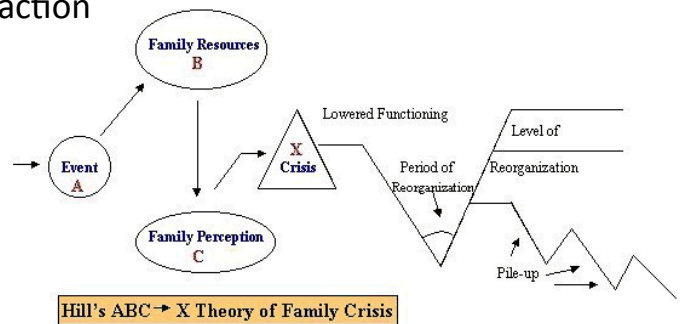 action
Family Resources
B
Event
A
Family Perception
C
X
Crisis
Lowered Functioning
Period of
Reorganization
Level of
Reorganization
Pile-up
Hill's ABC → X Theory of Family Crisis